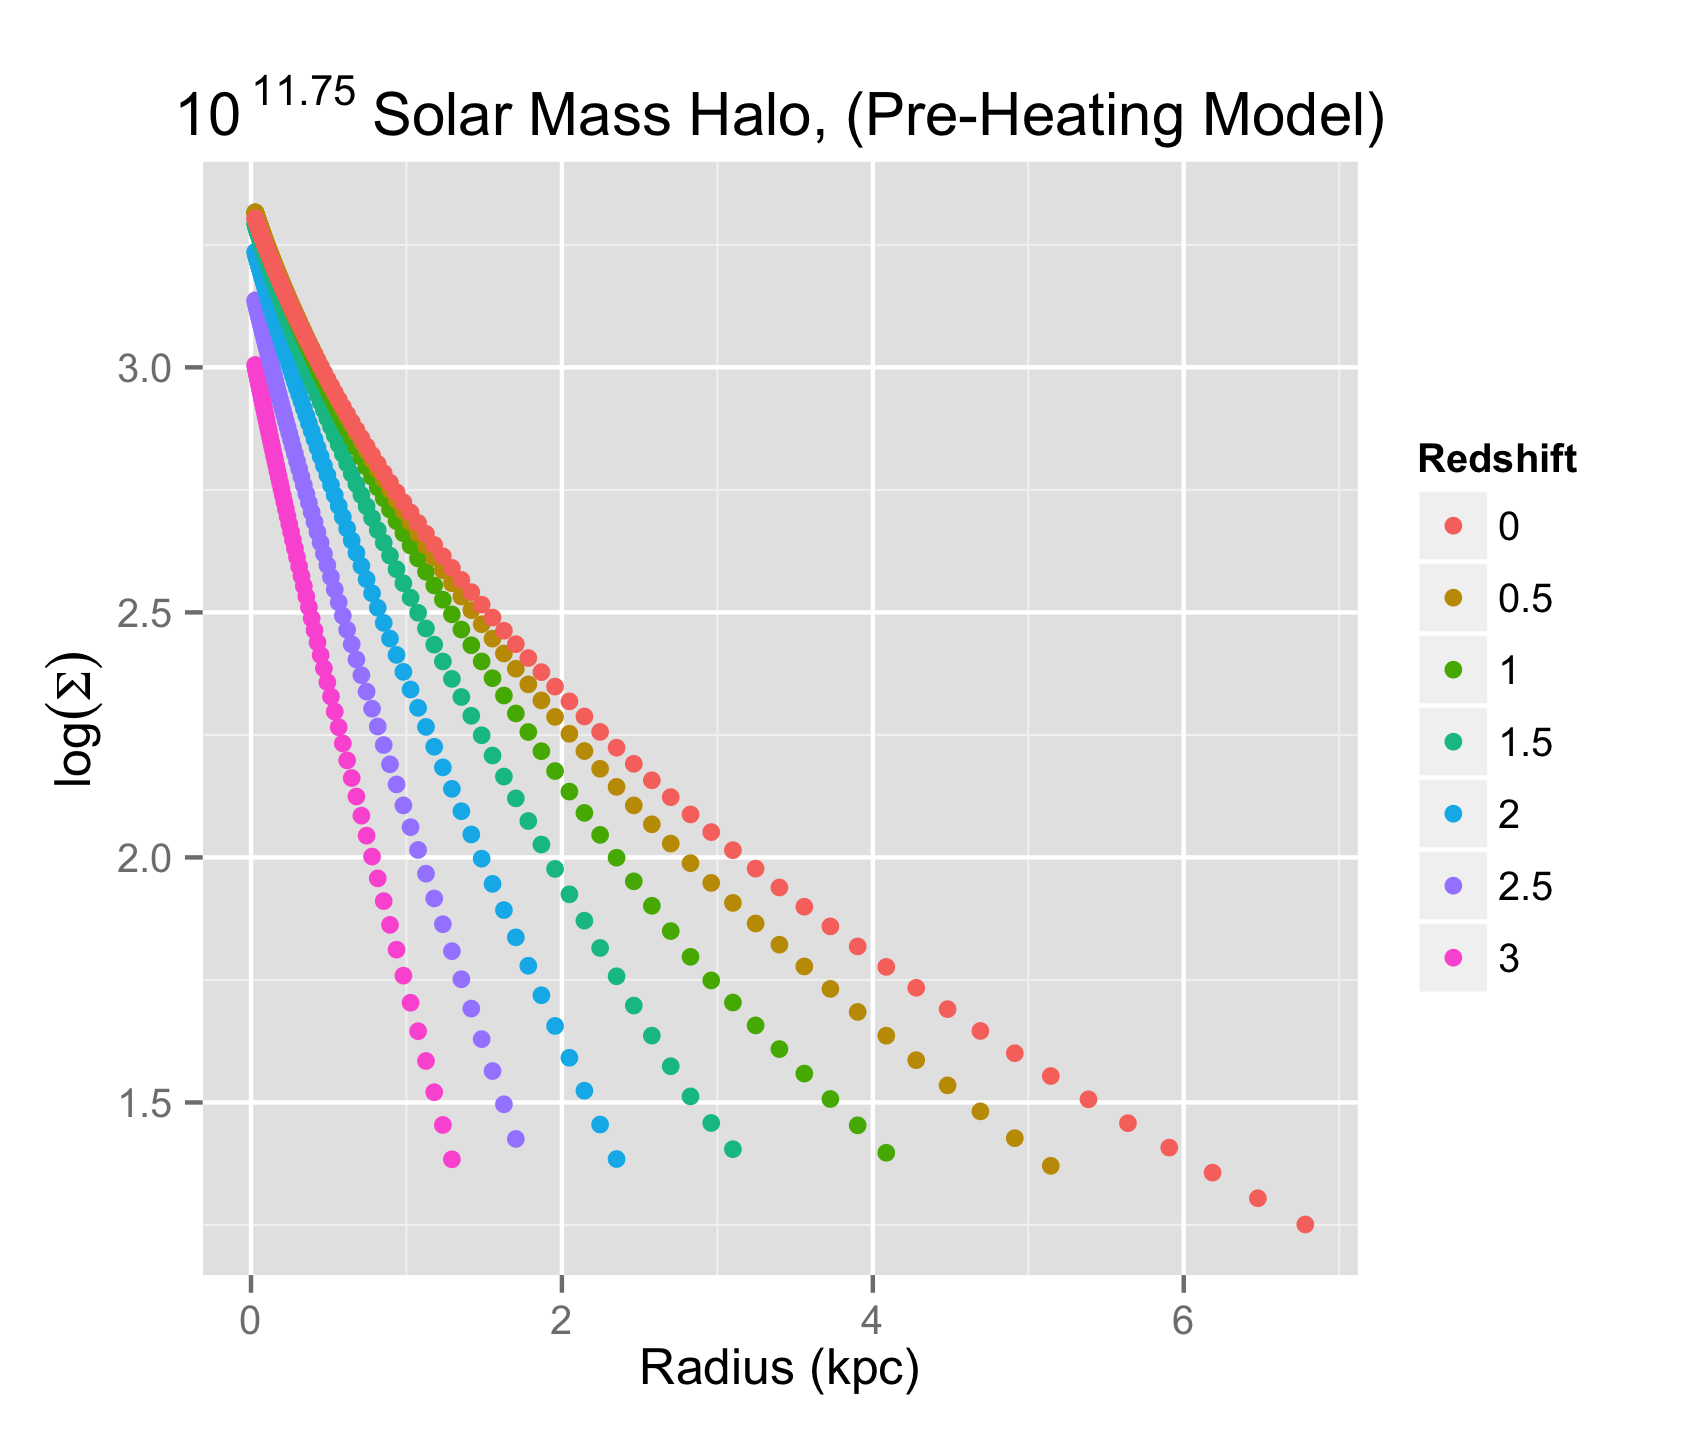 10^11.75 Solar Mass Halo, (Pre-Heating Model)
3.0
2.5
2.0
1.5
log(Σ)
0 2 4 6
Radius (kpc)
Redshift
0
0.5
1
1.5
2
2.5
3